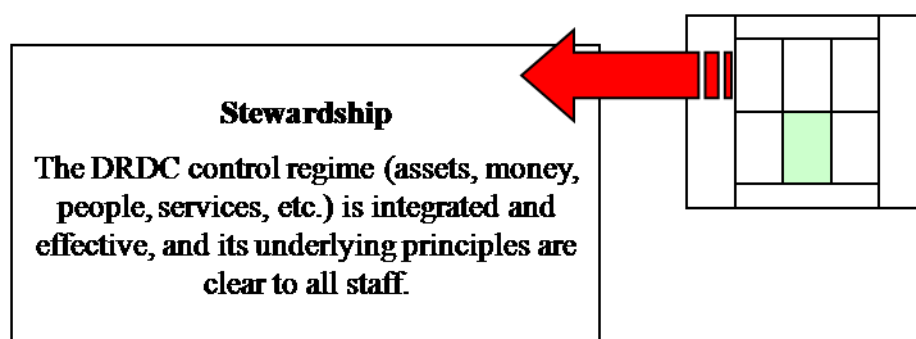 Stewardship
The DRDC control regime (assets, money,
people, services, etc.) is integrated and
effective, and its underlying principles are
clear to all staff.